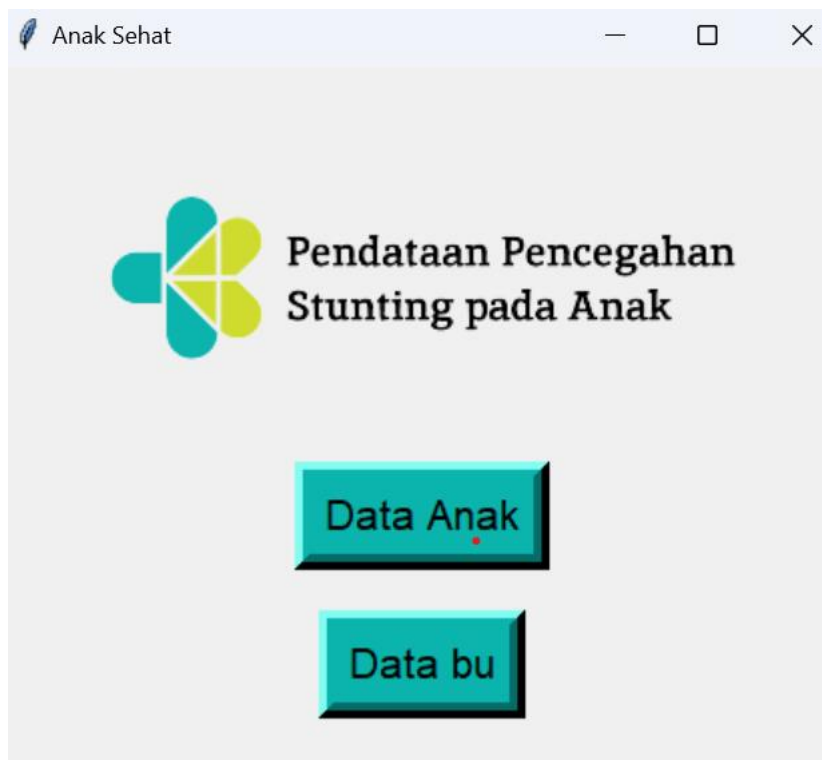 Anak Sehat
Pendataan Pencegahan
Stunting pada Anak
Data Anak
Data bu